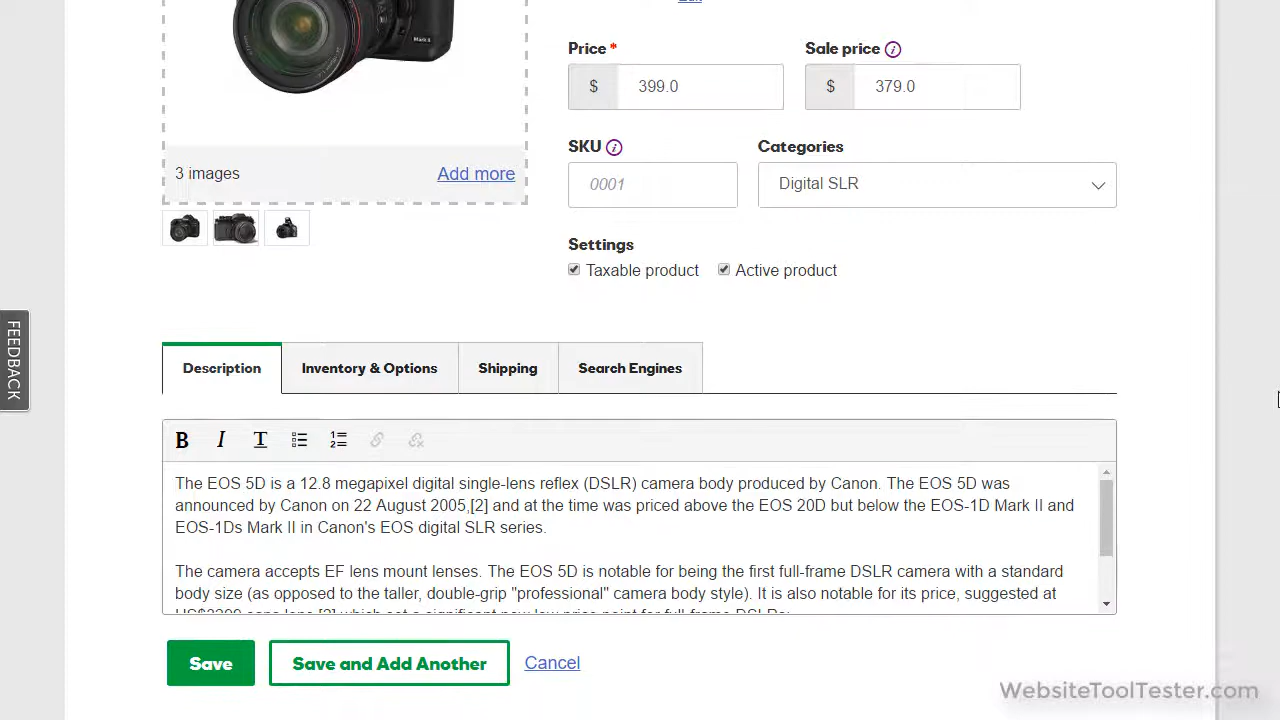 Mark II
Price *
Sale price i
$ 399.0
$ 379.0
SKU i
Categories
0001
Digital SLR
3 images
Add more
Settings
Taxable product
Active product
FEEDBACK
Description
Inventory & Options
Shipping
Search Engines
B I T
The EOS 5D is a 12.8 megapixel digital single-lens reflex (DSLR) camera body produced by Canon. The EOS 5D was
announced by Canon on 22 August 2005,[2] and at the time was priced above the EOS 20D but below the EOS-1D Mark II and
EOS-1Ds Mark II in Canon's EOS digital SLR series.
The camera accepts EF lens mount lenses. The EOS 5D is notable for being the first full-frame DSLR camera with a standard
body size (as opposed to the taller, double-grip "professional" camera body style). It is also notable for its price, suggested at
Save
Save and Add Another
Cancel
WebsiteToolTester.com